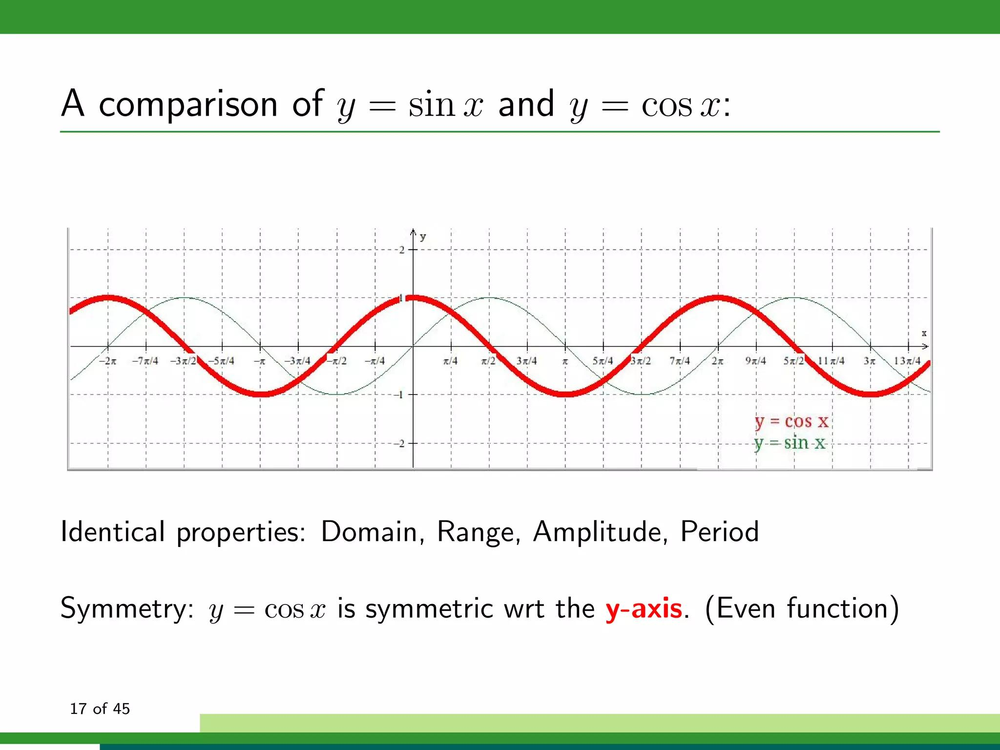 A comparison of y = sin x and y = cos x:
y
2
1
x
−2π −7π/4 −3π/2 −5π/4 −π −3π/4 −π/2 −π/4 π/4 π/2 3π/4 π 5π/4 3π/2 7π/4 2π 9π/4 5π/2 11π/4 3π 13π/4
−1
y = cos x
y = sin x
−2
Identical properties: Domain, Range, Amplitude, Period
Symmetry: y = cos x is symmetric wrt the y-axis. (Even function)
17 of 45